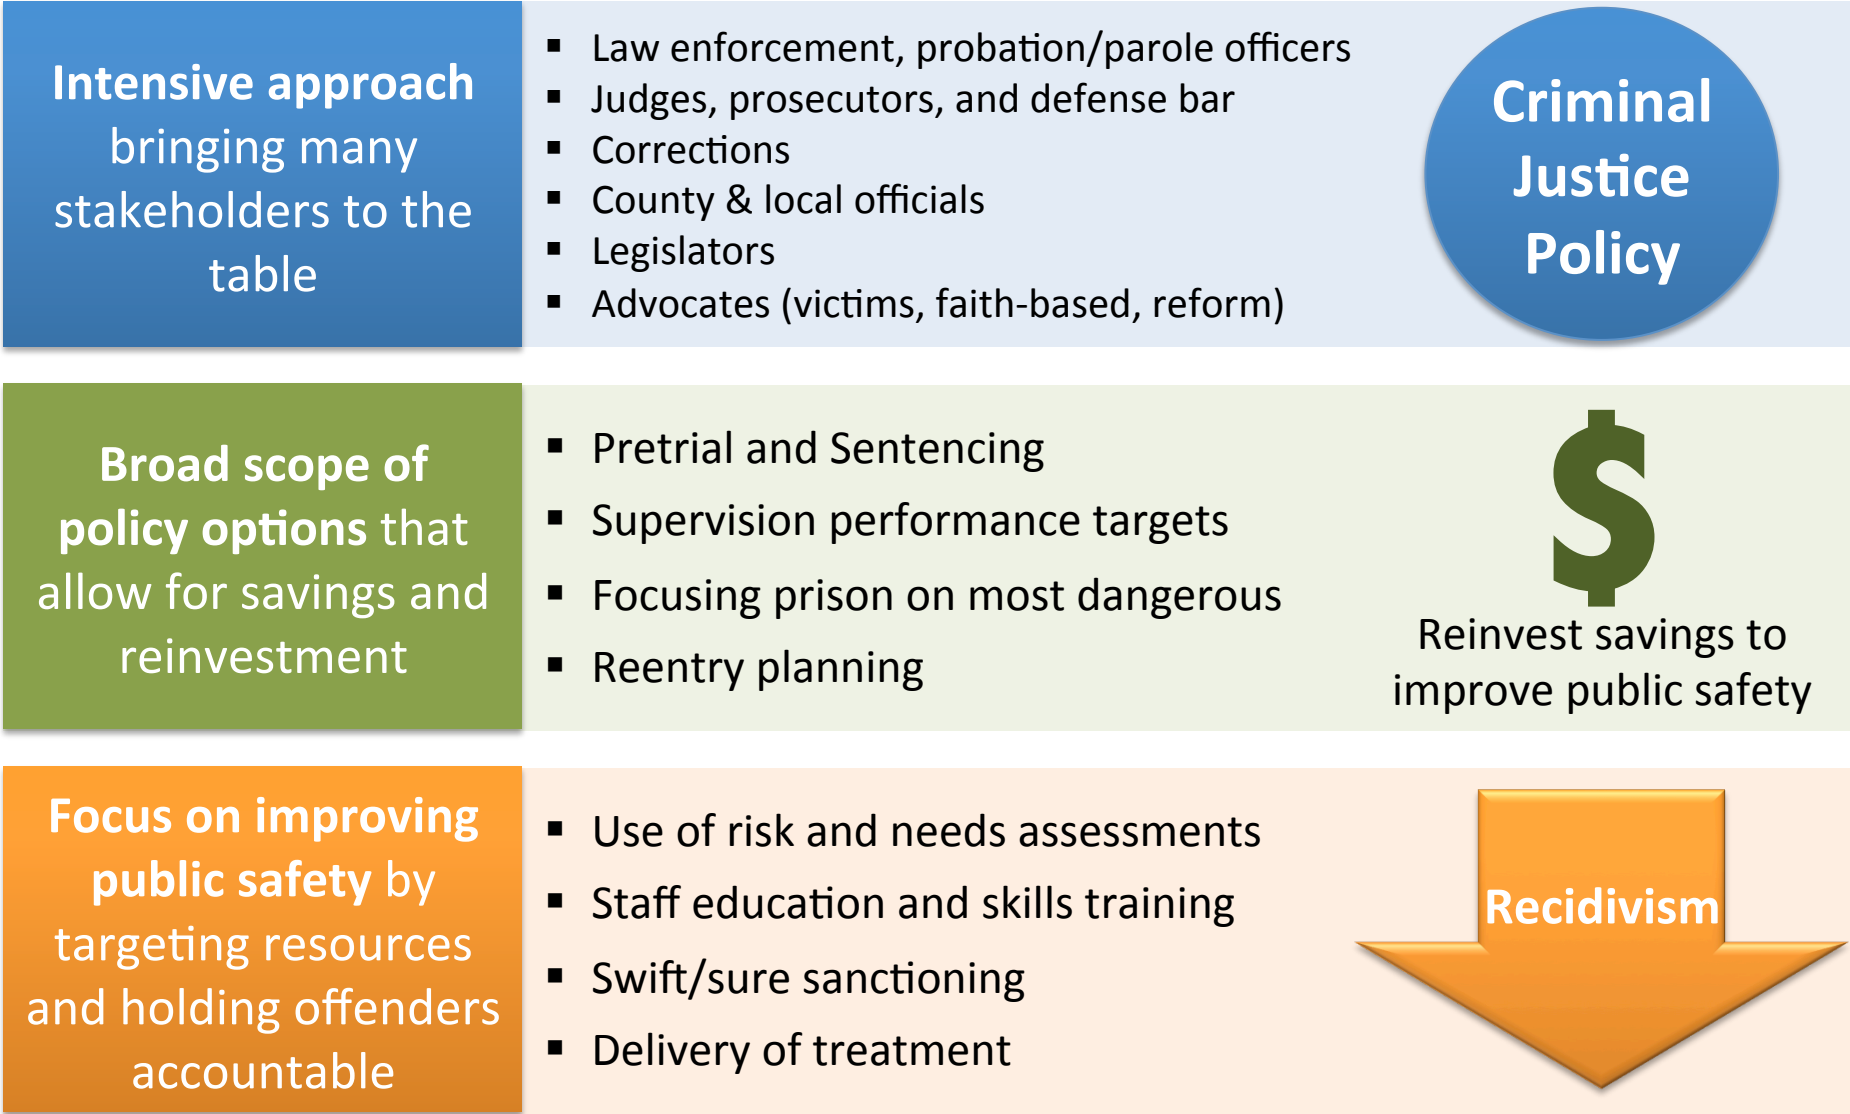 Intensive approach
bringing many
stakeholders to the
table
▪ Law enforcement, probation/parole officers
▪ Judges, prosecutors, and defense bar
▪ Corrections
▪ County & local officials
▪ Legislators
▪ Advocates (victims, faith-based, reform)
Criminal
Justice
Policy
Broad scope of
policy options that
allow for savings and
reinvestment
▪ Pretrial and Sentencing
▪ Supervision performance targets
▪ Focusing prison on most dangerous
▪ Reentry planning
$
Reinvest savings to
improve public safety
Focus on improving
public safety by
targeting resources
and holding offenders
accountable
▪ Use of risk and needs assessments
▪ Staff education and skills training
▪ Swift/sure sanctioning
▪ Delivery of treatment
Recidivism